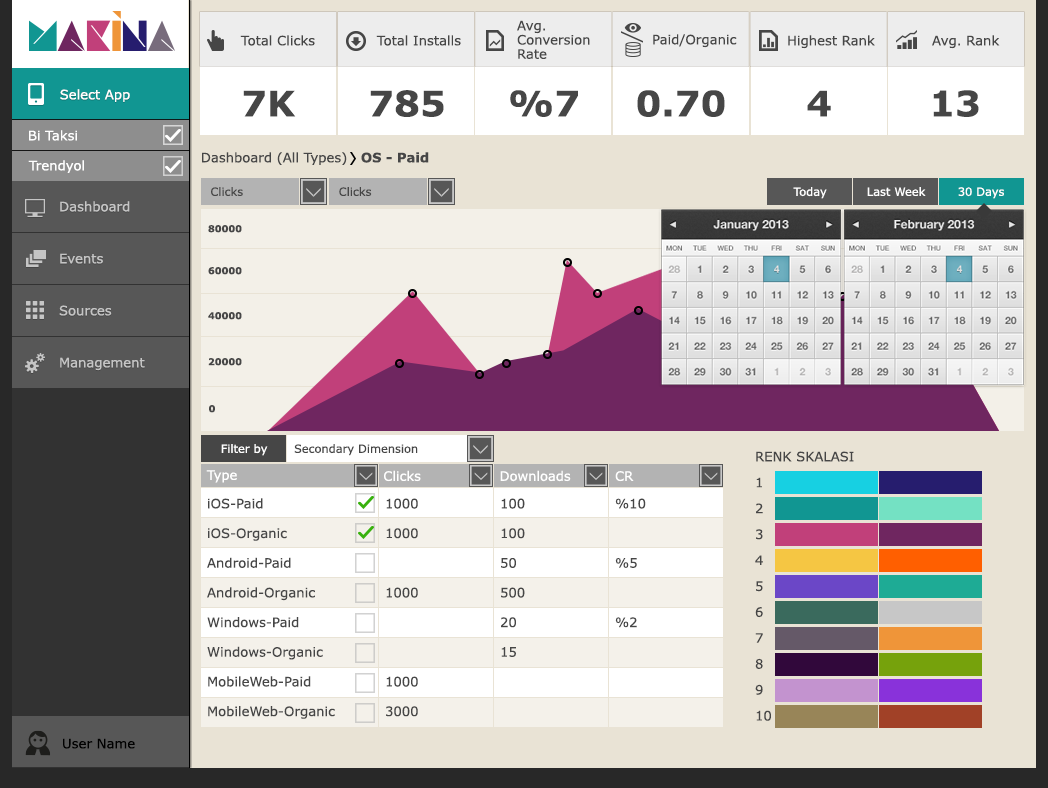 MAKINA
Select App
Bi Taksi
Trendyol
Dashboard
Events
Sources
Management
User Name
Total Clicks
7K
Total Installs
785
Avg.
Conversion
Rate
%7
Paid/Organic
0.70
Highest Rank
4
Avg. Rank
13
Dashboard (All Types) ❯ OS - Paid
Clicks
Clicks
Today
Last Week
30 Days
80000
60000
40000
20000
0
◄ January 2013 ►
MON TUE WED THU FRI SAT SUN
28 1 2 3 4 5 6
7 8 9 10 11 12 13
14 15 16 17 18 19 20
21 22 23 24 25 26 27
28 29 30 31 1 2 3
◄ February 2013 ►
MON TUE WED THU FRI SAT SUN
28 1 2 3 4 5 6
7 8 9 10 11 12 13
14 15 16 17 18 19 20
21 22 23 24 25 26 27
28 29 30 31 1 2 3
Filter by
Secondary Dimension
Type Clicks Downloads CR
iOS-Paid 1000 100 %10
iOS-Organic 1000 100
Android-Paid 50 %5
Android-Organic 1000 500
Windows-Paid 20 %2
Windows-Organic 15
MobileWeb-Paid 1000
MobileWeb-Organic 3000
RENK SKALASI
1
2
3
4
5
6
7
8
9
10